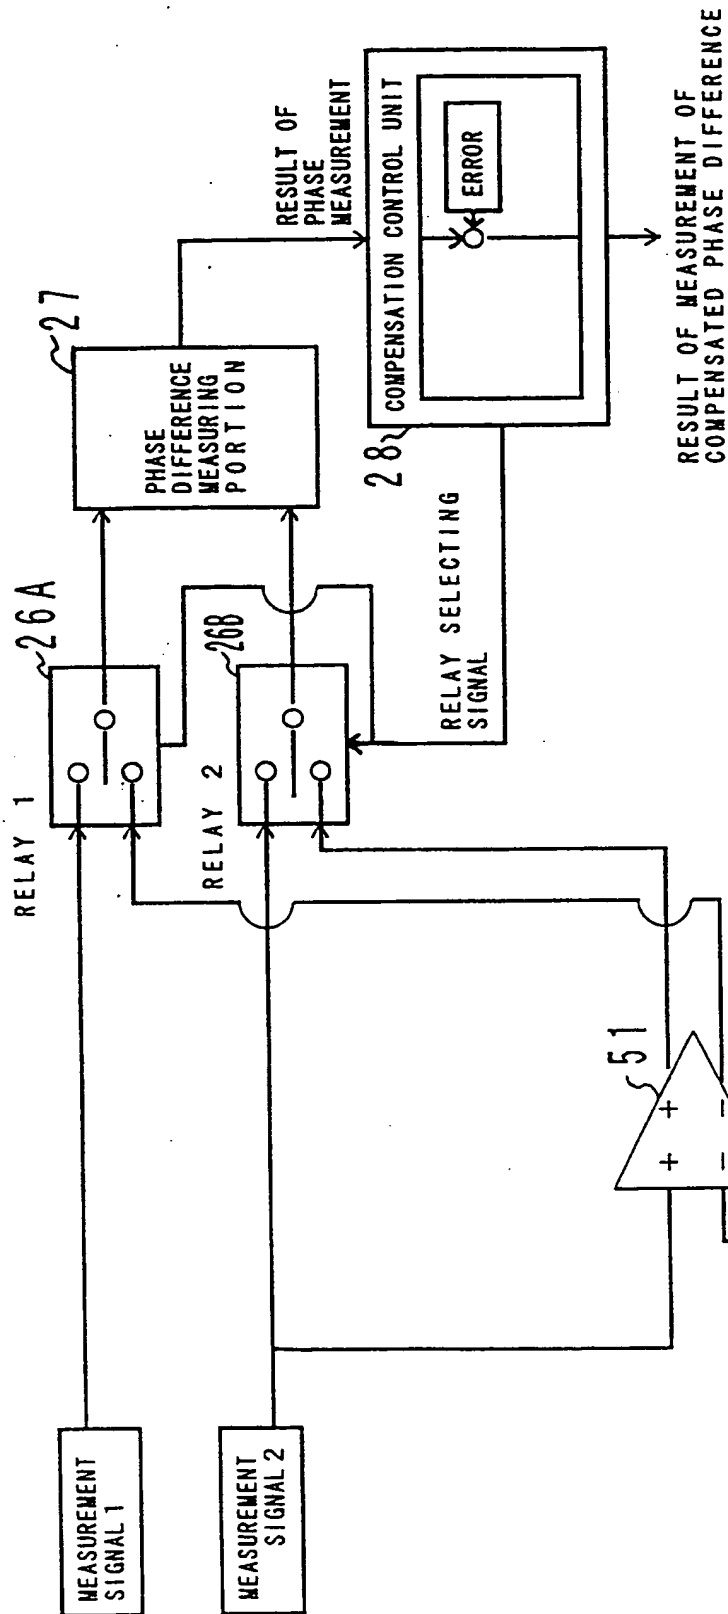 MEASUREMENT
SIGNAL 1
MEASUREMENT
SIGNAL 2
RELAY 1
26A
RELAY 2
26B
27
PHASE
DIFFERENCE
MEASURING
PORTION
RESULT OF
PHASE
MEASUREMENT
RELAY SELECTING
SIGNAL
28
COMPENSATION CONTROL UNIT
ERROR
51
+ +
− −
RESULT OF MEASUREMENT OF
COMPENSATED PHASE DIFFERENCE